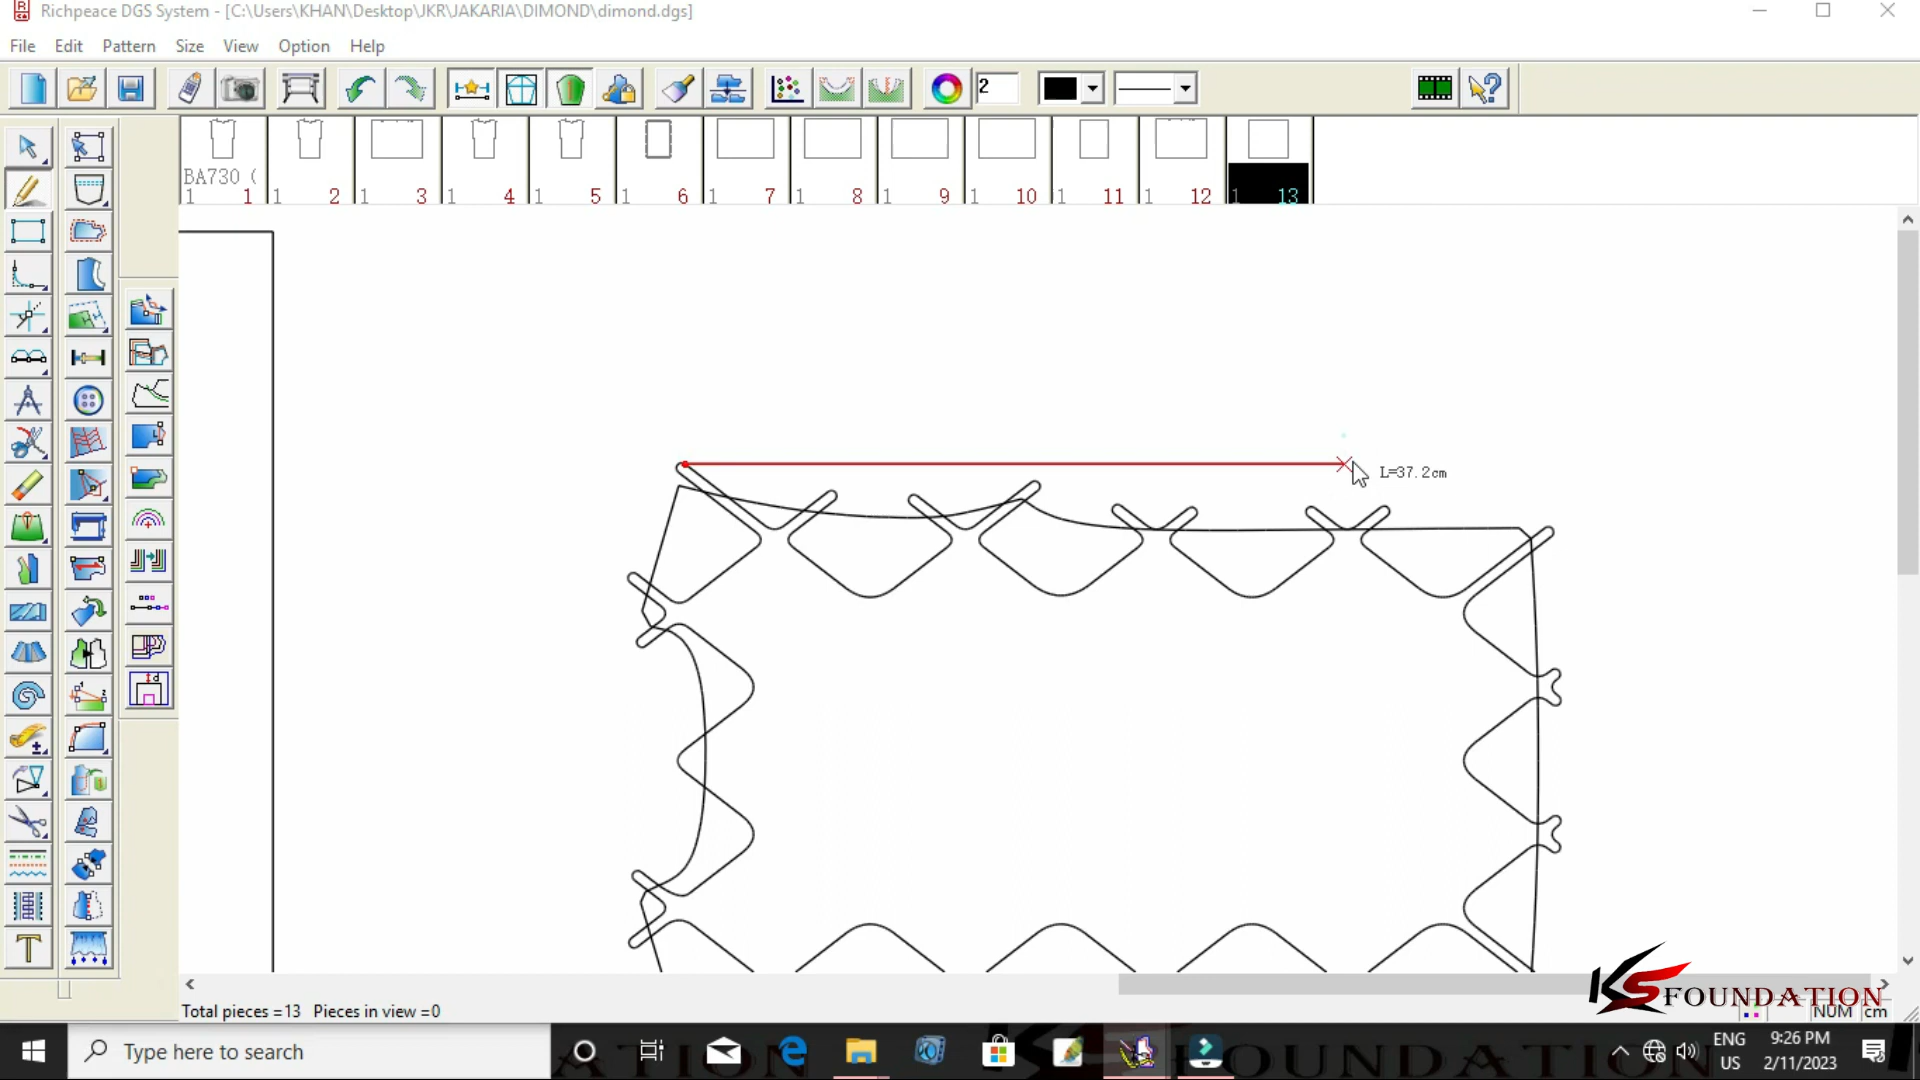 Richpeace DGS System - [C:\Users\KHAN\Desktop\JKR\JAKARIA\DIMOND\dimond.dgs]
File Edit Pattern Size View Option Help
2
BA730 (
1 1 1 2 1 3 1 4 1 5 1 6 1 7 1 8 1 9 1 10 1 11 1 12 1 13
L=37.2cm
T
KS FOUNDATION
Total pieces =13 Pieces in view =0
NUM cm
Type here to search
ATION
FOUNDATION
ENG
US
9:26 PM
2/11/2023